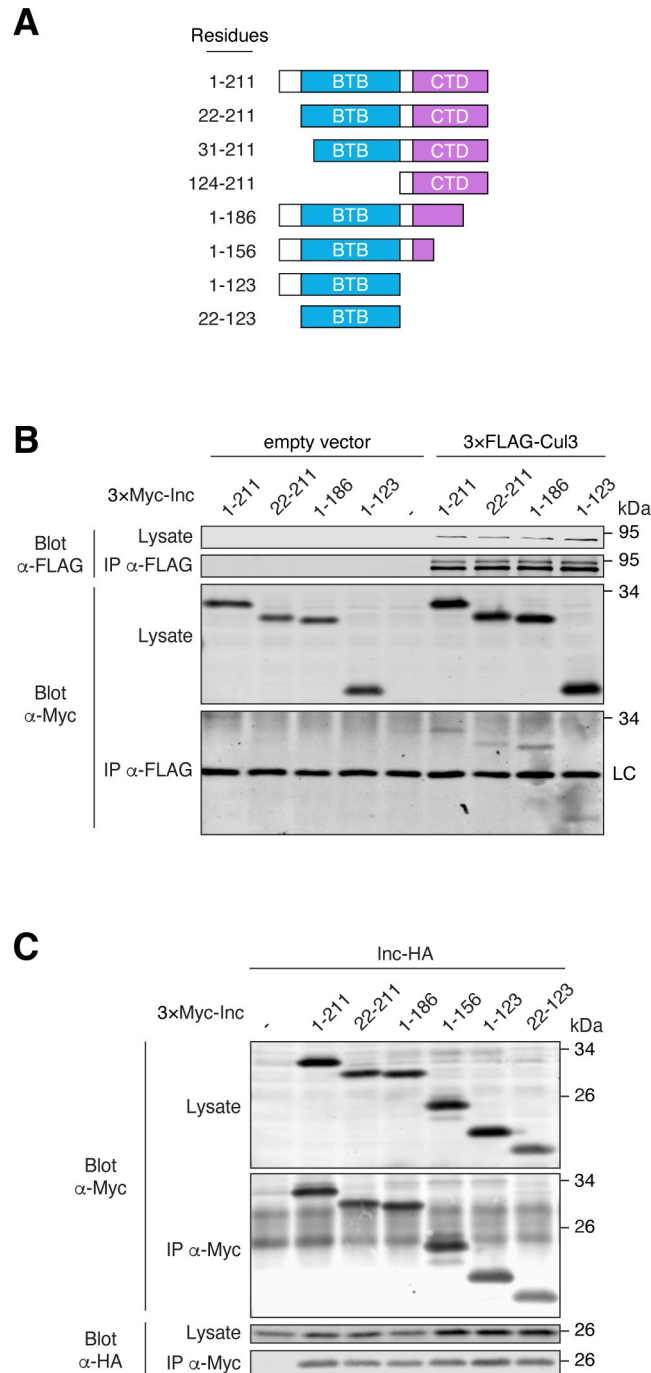 A
Residues
1-211 BTB CTD
22-211 BTB CTD
31-211 BTB CTD
124-211 CTD
1-186 BTB
1-156 BTB
1-123 BTB
22-123 BTB
B
empty vector 3×FLAG-Cul3
3×Myc-Inc 1-211 22-211 1-186 1-123 - 1-211 22-211 1-186 1-123 kDa
Blot α-FLAG Lysate 95
IP α-FLAG 95
Blot α-Myc Lysate 34
IP α-FLAG 34
LC
C
Inc-HA
3×Myc-Inc - 1-211 22-211 1-186 1-156 1-123 22-123 kDa
Blot α-Myc Lysate 34
26
IP α-Myc 34
26
Blot α-HA Lysate 26
IP α-Myc 26